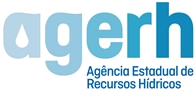 agerh
Agência Estadual de
Recursos Hídricos